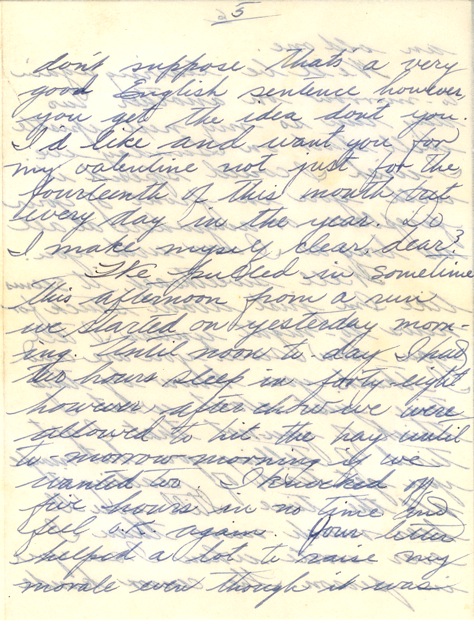 5
don't suppose that's a very
good English sentence however,
you get the idea don't you.
I'd like and want you for
my valentine not just for the
fourteenth of this month but
every day in the year. Do
I make myself clear, dear?
We pulled in sometime
this afternoon from a run
we started on yesterday morn-
ing. Until noon to-day I had
two hours sleep in forty-eight
however after chow we were
allowed to hit the hay until
to-morrow morning if we
wanted too. I knocked off
five hours in no time and
feel o.k. again. Your letter
helped a lot to raise my
morale even though it was